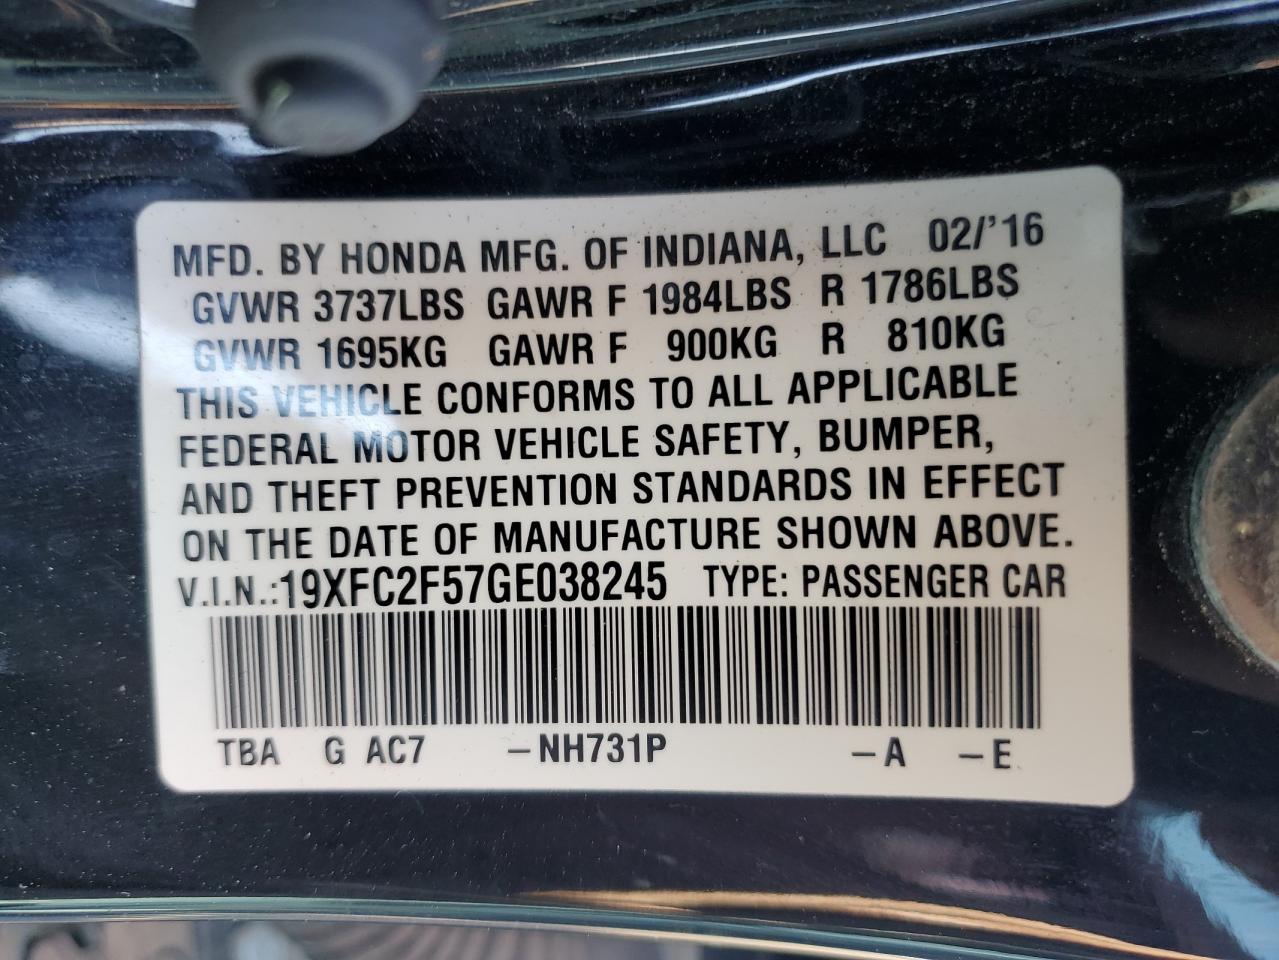 MFD. BY HONDA MFG. OF INDIANA, LLC 02/'16
GVWR 3737LBS GAWR F 1984LBS R 1786LBS
GVWR 1695KG GAWR F 900KG R 810KG
THIS VEHICLE CONFORMS TO ALL APPLICABLE
FEDERAL MOTOR VEHICLE SAFETY, BUMPER,
AND THEFT PREVENTION STANDARDS IN EFFECT
ON THE DATE OF MANUFACTURE SHOWN ABOVE.
V.I.N.:19XFC2F57GE038245 TYPE: PASSENGER CAR
TBA G AC7 –NH731P –A –E